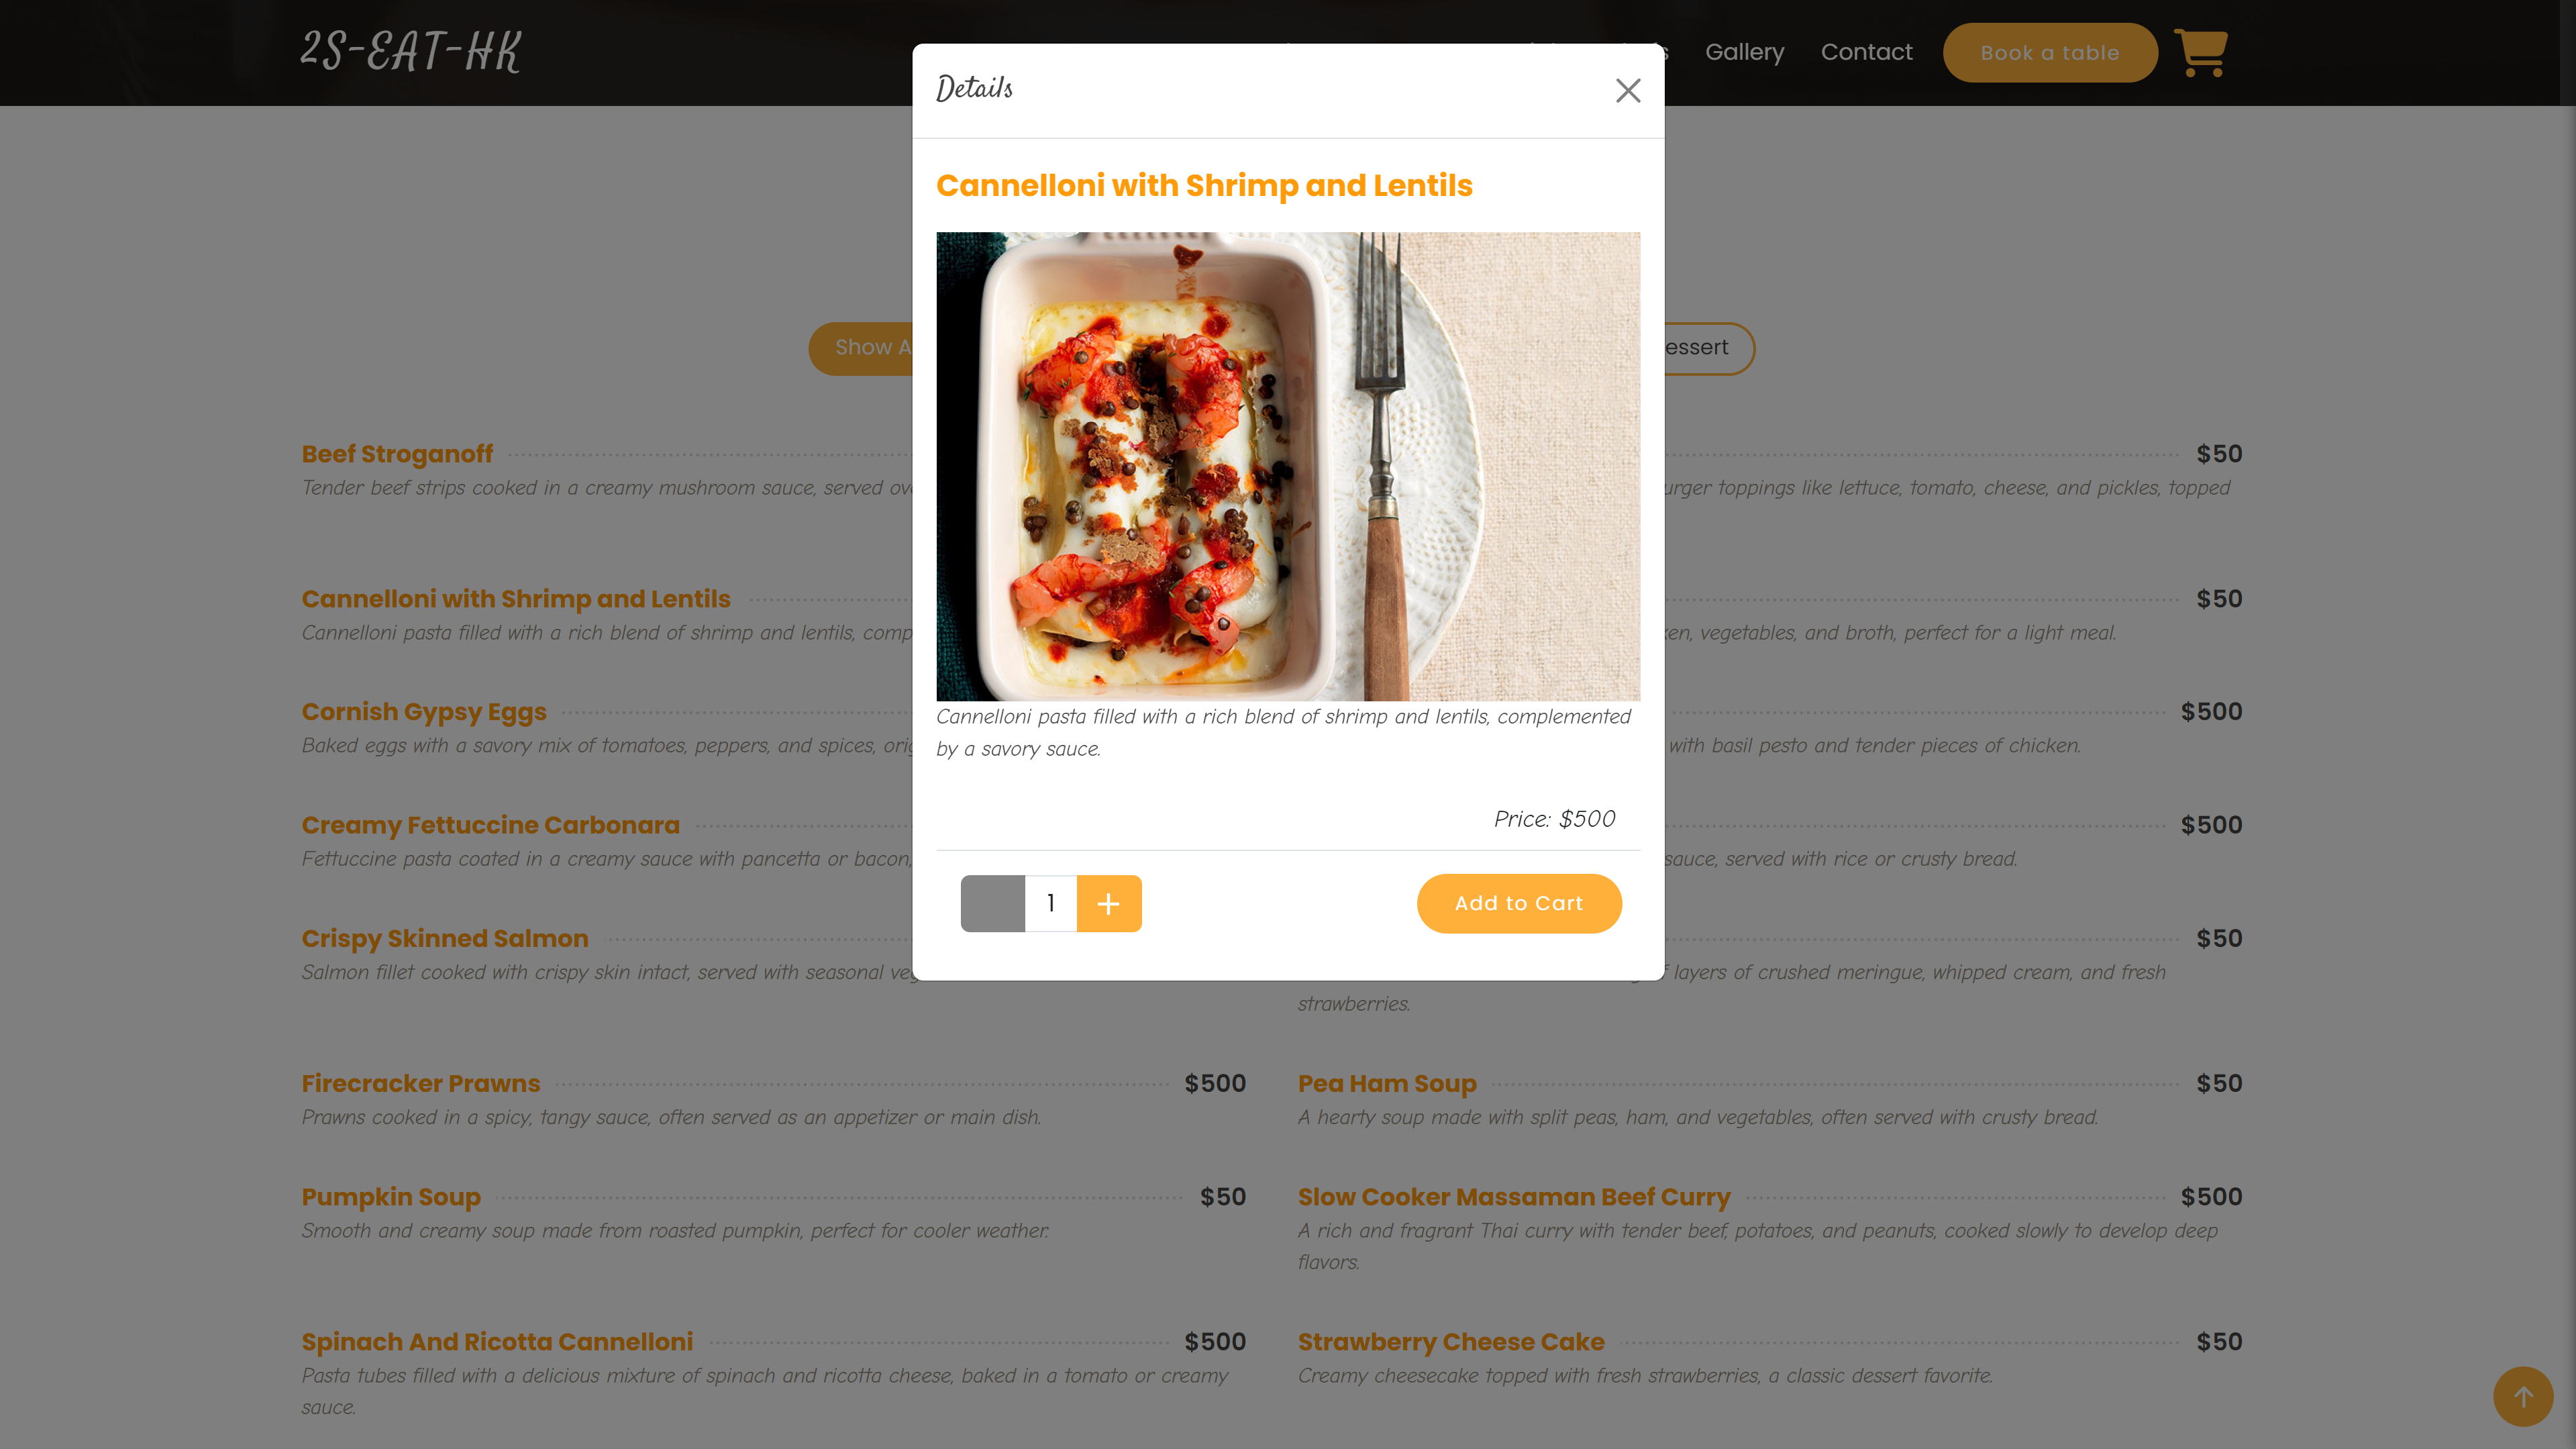 2S-EAT-HK
Gallery
Contact
Book a table
Details
Cannelloni with Shrimp and Lentils
Show A
essert
Beef Stroganoff
$50
Tender beef strips cooked in a creamy mushroom sauce, served
urger toppings like lettuce, tomato, cheese, and pickles, topped
Cannelloni with Shrimp and Lentils
$50
Cannelloni pasta filled with a rich blend of shrimp and lentils, comp
vegetables, and broth, perfect for a light meal.
Cornish Gypsy Eggs
$500
Baked eggs with a savory mix of tomatoes, peppers, and spices,
with basil pesto and tender pieces of chicken.
Cannelloni pasta filled with a rich blend of shrimp and lentils, complemented
by a savory sauce.
Price: $500
Creamy Fettuccine Carbonara
$500
Fettuccine pasta coated in a creamy sauce with pancetta or bacon,
sauce, served with rice or crusty bread.
1
Add to Cart
Crispy Skinned Salmon
$50
Salmon fillet cooked with crispy skin intact, served with seasonal
layers of crushed meringue, whipped cream, and fresh
strawberries.
Firecracker Prawns
$500
Prawns cooked in a spicy, tangy sauce, often served as an appetizer or main dish.
Pea Ham Soup
$50
A hearty soup made with split peas, ham, and vegetables, often served with crusty bread.
Pumpkin Soup
$50
Smooth and creamy soup made from roasted pumpkin, perfect for cooler weather.
Slow Cooker Massaman Beef Curry
$500
A rich and fragrant Thai curry with tender beef, potatoes, and peanuts, cooked slowly to develop deep
flavors.
Spinach And Ricotta Cannelloni
$500
Pasta tubes filled with a delicious mixture of spinach and ricotta cheese, baked in a tomato or creamy
sauce.
Strawberry Cheese Cake
$50
Creamy cheesecake topped with fresh strawberries, a classic dessert favorite.